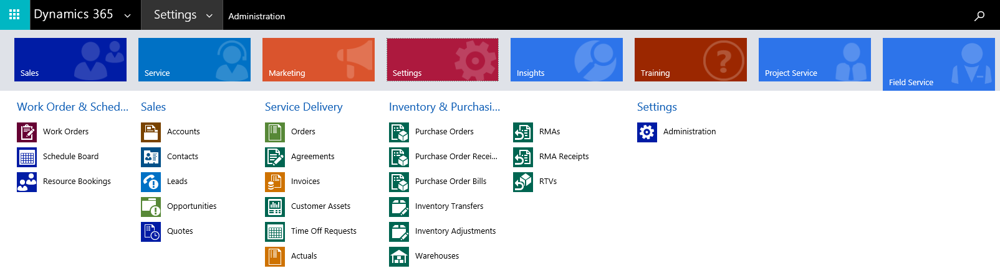 Dynamics 365 Settings Administration
Sales Service Marketing Settings Insights Training Project Service Field Service
Work Order & Sched...
Work Orders
Schedule Board
Resource Bookings
Sales
Accounts
Contacts
Leads
Opportunities
Quotes
Service Delivery
Orders
Agreements
Invoices
Customer Assets
Time Off Requests
Actuals
Inventory & Purchasi...
Purchase Orders
Purchase Order Recei...
Purchase Order Bills
Inventory Transfers
Inventory Adjustments
Warehouses
RMAs
RMA Receipts
RTVs
Settings
Administration